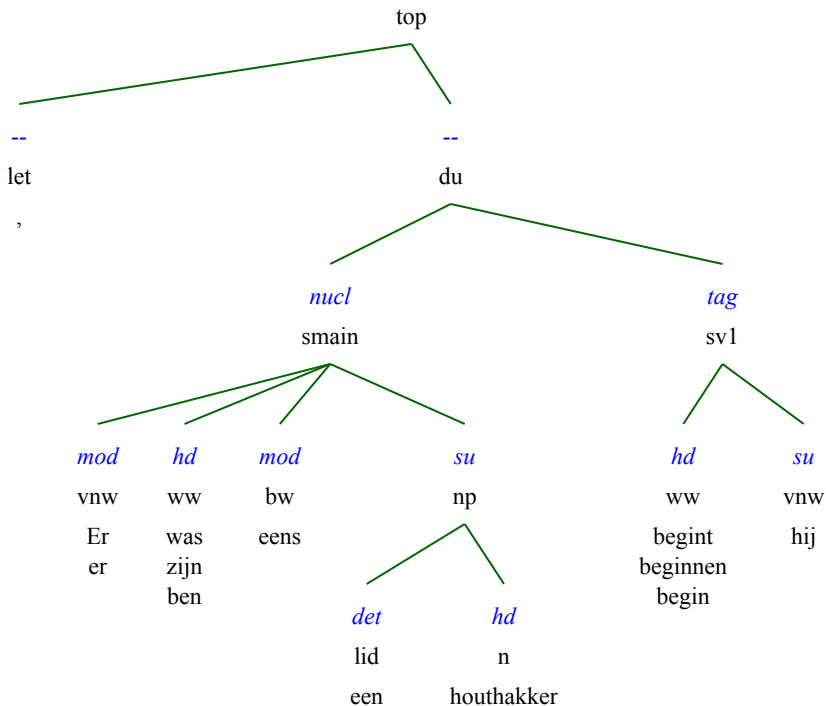 top
-- --
let du
,
nucl tag
smain sv1
mod hd mod su hd su
vnw ww bw np ww vnw
Er was eens begint hij
er zijn beginnen
ben begin
det hd
lid n
een houthakker